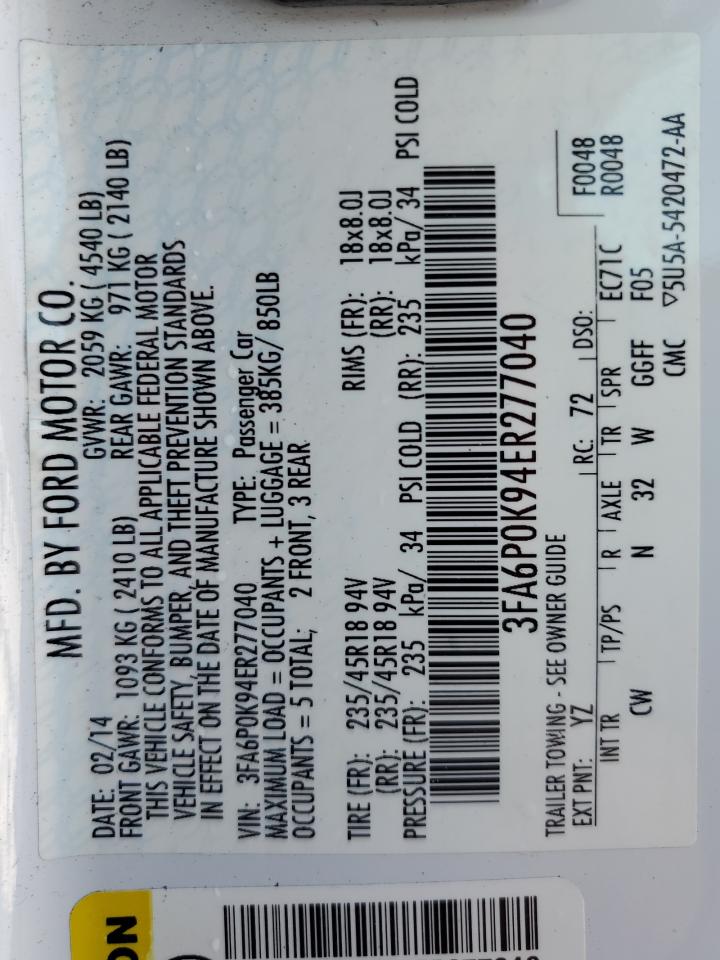 MFD. BY FORD MOTOR CO.
DATE: 02/14 GVWR: 2059 KG ( 4540 LB)
FRONT GAWR: 1093 KG ( 2410 LB) REAR GAWR: 971 KG ( 2140 LB)
THIS VEHICLE CONFORMS TO ALL APPLICABLE FEDERAL MOTOR
VEHICLE SAFETY, BUMPER, AND THEFT PREVENTION STANDARDS
IN EFFECT ON THE DATE OF MANUFACTURE SHOWN ABOVE.
VIN: 3FA6P0K94ER277040 TYPE: Passenger Car
MAXIMUM LOAD = OCCUPANTS + LUGGAGE = 385KG/ 850LB
OCCUPANTS = 5 TOTAL; 2 FRONT, 3 REAR
TIRE (FR): 235/45R18 94V RIMS (FR): 18x8.0J
(RR): 235/45R18 94V (RR): 18x8.0J
PRESSURE (FR): 235 kPa/ 34 PSI COLD (RR): 235 kPa/ 34 PSI COLD
3FA6P0K94ER277040
TRAILER TOWING - SEE OWNER GUIDE
EXT PNT: YZ RC: 72 DSO: F0048
R0048
INT TR TP/PS R AXLE TR SPR EC71C
CW N 32 W GGFF F05
CMC ▽5U5A-5420472-AA
ON